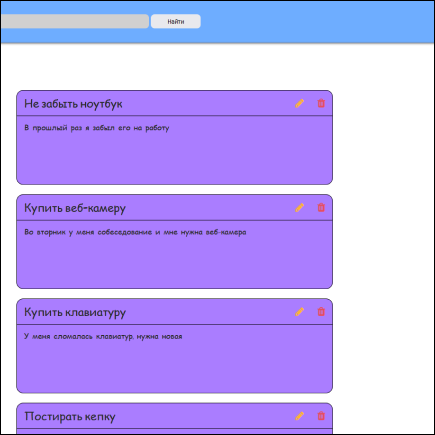 Найти
Не забыть ноутбук
В прошлый раз я забыл его на работу
Купить веб-камеру
Во вторник у меня собеседование и мне нужна веб-камера
Купить клавиатуру
У меня сломалась клавиатур, нужна новая
Постирать кепку